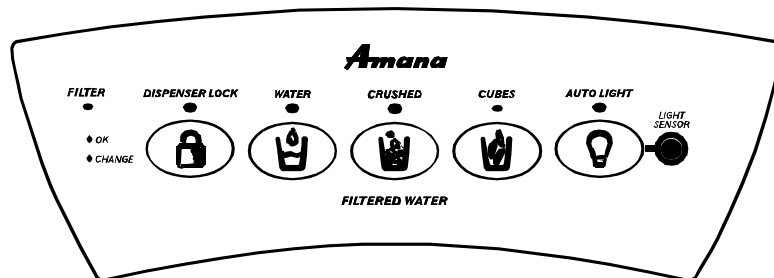 Amana
FILTER
DISPENSER LOCK
WATER
CRUSHED
CUBES
AUTO LIGHT
LIGHT
SENSOR
OK
CHANGE
FILTERED WATER